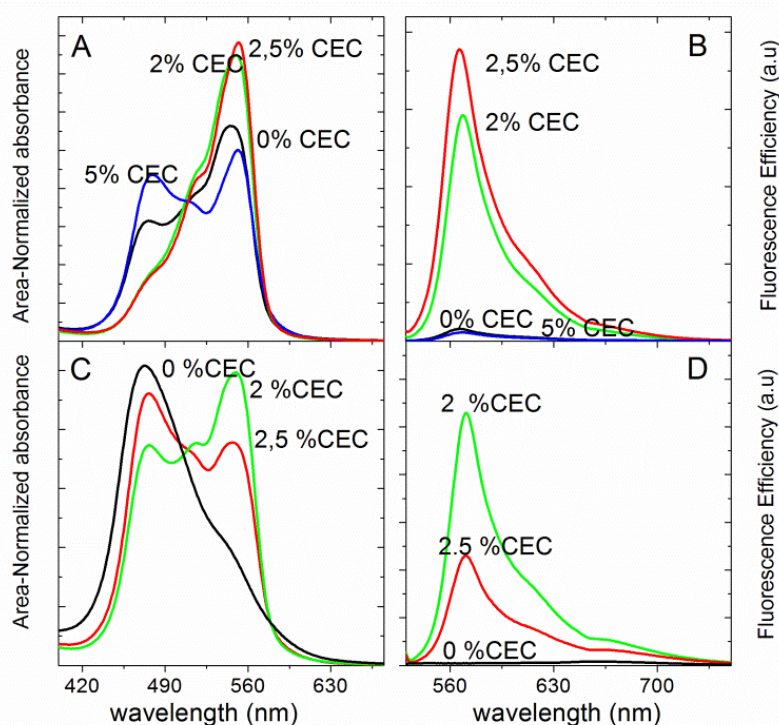 A
2,5% CEC
2% CEC
0% CEC
5% CEC
Area-Normalized absorbance
B
2,5% CEC
2% CEC
0% CEC
5% CEC
Fluorescence Efficiency (a.u)
C
0 %CEC
2 %CEC
2,5 %CEC
Area-Normalized absorbance
420 490 560 630
wavelength (nm)
D
2 %CEC
2.5 %CEC
0 %CEC
Fluorescence Efficiency (a.u)
560 630 700
wavelength (nm)